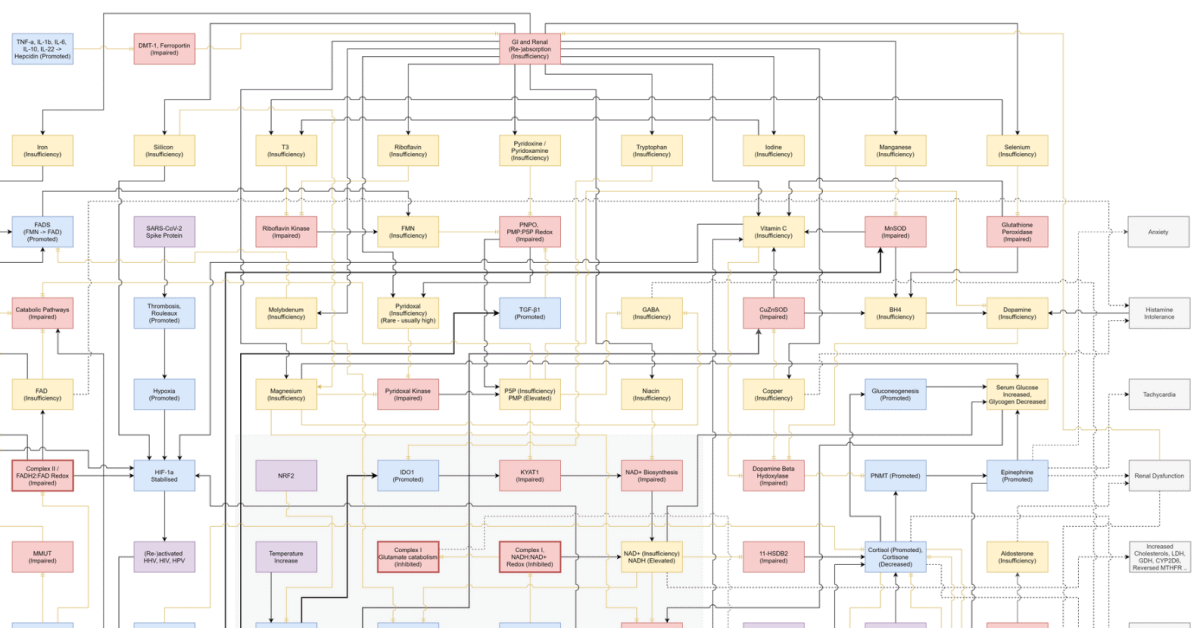 TNF-a, IL-1b, IL-6,
IL-10, IL-22 ->
Hepcidin (Promoted)
DMT-1, Ferroportin
(Impaired)
GI and Renal
(Re-)absorption
(Insufficiency)
Iron
(Insufficiency)
Silicon
(Insufficiency)
T3
(Insufficiency)
Riboflavin
(Insufficiency)
Pyridoxine /
Pyridoxamine
(Insufficiency)
Tryptophan
(Insufficiency)
Iodine
(Insufficiency)
Manganese
(Insufficiency)
Selenium
(Insufficiency)
FADS
(FMN -> FAD)
(Promoted)
SARS-CoV-2
Spike Protein
Riboflavin Kinase
(Impaired)
FMN
(Insufficiency)
PNPO,
PMP:P5P Redox
(Impaired)
Vitamin C
(Insufficiency)
MnSOD
(Impaired)
Glutathione
Peroxidase
(Impaired)
Anxiety
Catabolic Pathways
(Impaired)
Thrombosis,
Rouleaux
(Promoted)
Molybdenum
(Insufficiency)
Pyridoxal
(Insufficiency)
(Rare - usually high)
TGF-β1
(Promoted)
GABA
(Insufficiency)
CuZnSOD
(Impaired)
BH4
(Insufficiency)
Dopamine
(Insufficiency)
Histamine
Intolerance
FAD
(Insufficiency)
Hypoxia
(Promoted)
Magnesium
(Insufficiency)
Pyridoxal Kinase
(Impaired)
P5P (Insufficiency)
PMP (Elevated)
Niacin
(Insufficiency)
Copper
(Insufficiency)
Gluconeogenesis
(Promoted)
Serum Glucose
Increased,
Glycogen Decreased
Tachycardia
Complex II /
FADH2:FAD Redox
(Impaired)
HIF-1a
Stabilised
NRF2
IDO1
(Promoted)
KYAT1
(Impaired)
NAD+ Biosynthesis
(Impaired)
Dopamine Beta
Hydroxylase
(Impaired)
PNMT (Promoted)
Epinephrine
(Promoted)
Renal Dysfunction
MMUT
(Impaired)
(Re-)activated
HHV, HIV, HPV
Temperature
Increase
Complex I
Glutamate catabolism
(Inhibited)
Complex I,
NADH:NAD+
Redox (Inhibited)
NAD+ (Insufficiency)
NADH (Elevated)
11-HSDB2
(Impaired)
Cortisol (Promoted),
Cortisone
(Decreased)
Aldosterone
(Insufficiency)
Increased
Cholesterols, LDH,
GDH, CYP2D6,
Reversed MTHFR ..